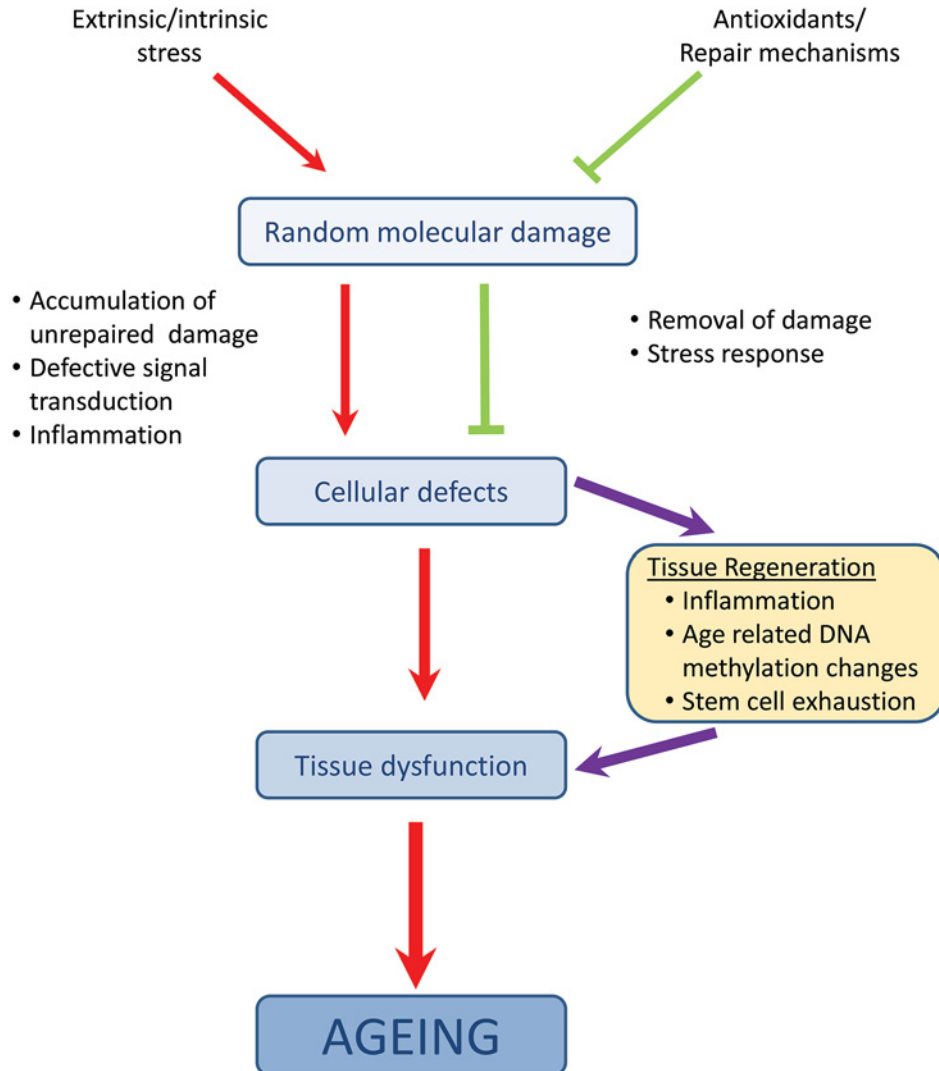 Extrinsic/intrinsic
stress
Antioxidants/
Repair mechanisms
Random molecular damage
• Accumulation of
unrepaired damage
• Defective signal
transduction
• Inflammation
• Removal of damage
• Stress response
Cellular defects
Tissue Regeneration
• Inflammation
• Age related DNA
methylation changes
• Stem cell exhaustion
Tissue dysfunction
AGEING